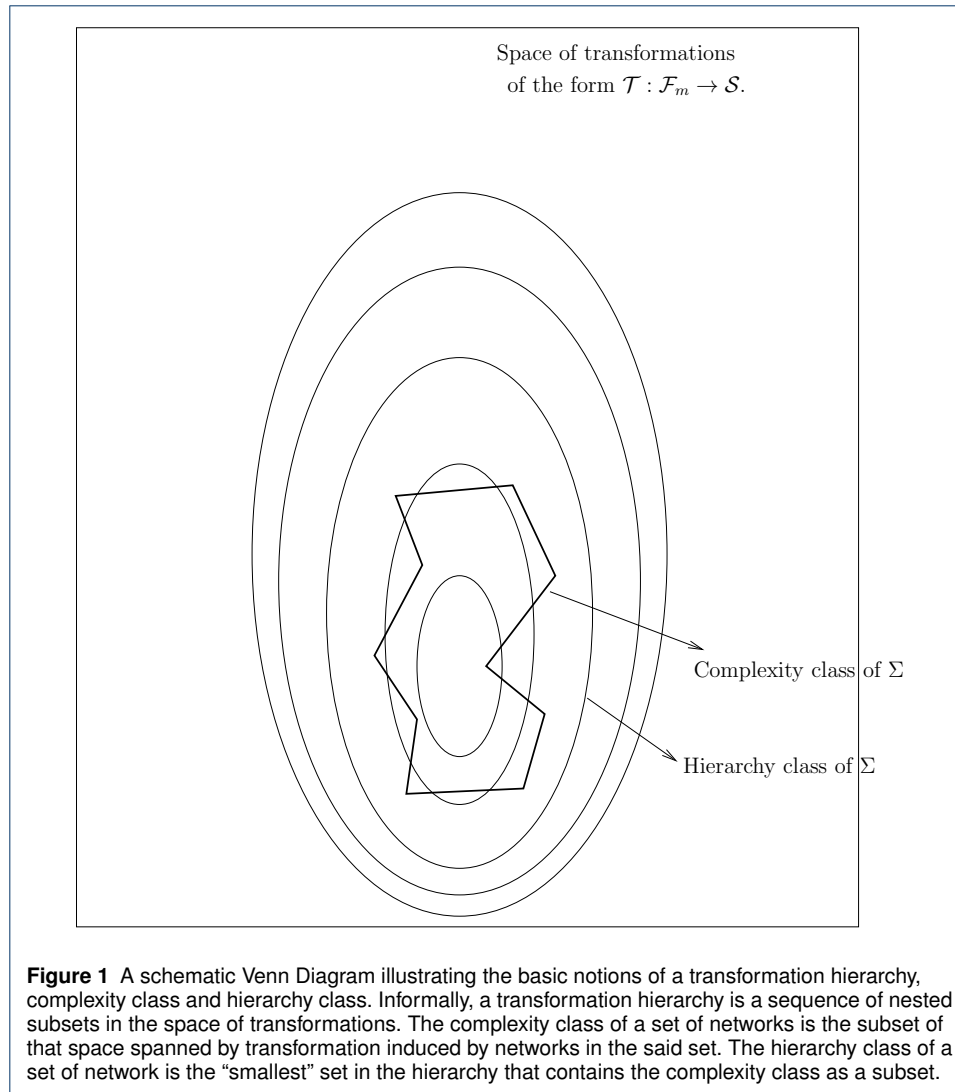 Space of transformations
of the form 𝒯 : ℱₘ → 𝒮.
Complexity class of Σ
Hierarchy class of Σ
Figure 1 A schematic Venn Diagram illustrating the basic notions of a transformation hierarchy,
complexity class and hierarchy class. Informally, a transformation hierarchy is a sequence of nested
subsets in the space of transformations. The complexity class of a set of networks is the subset of
that space spanned by transformation induced by networks in the said set. The hierarchy class of a
set of network is the “smallest” set in the hierarchy that contains the complexity class as a subset.